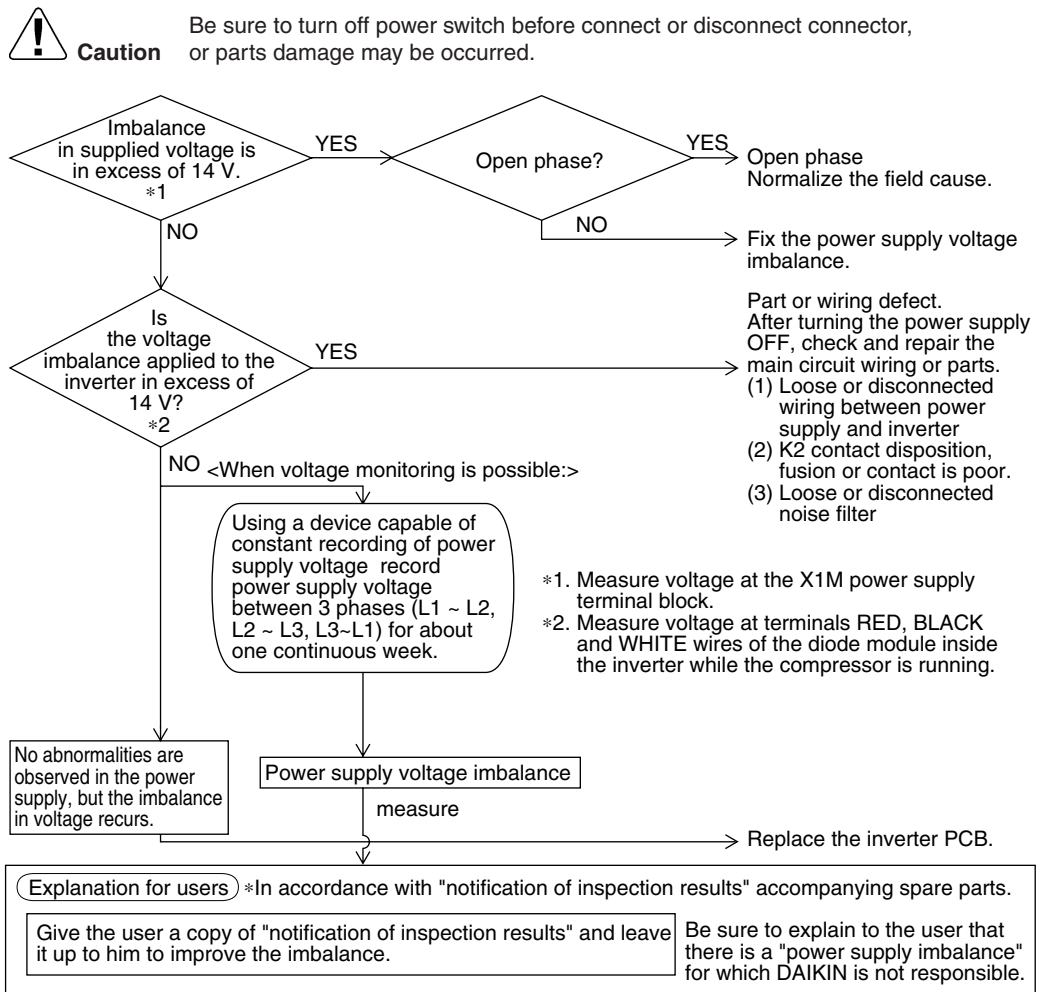 Caution
Be sure to turn off power switch before connect or disconnect connector,
or parts damage may be occurred.
Imbalance
in supplied voltage is
in excess of 14 V.
*1
YES
Open phase?
YES
Open phase
Normalize the field cause.
NO
NO
Fix the power supply voltage
imbalance.
Is
the voltage
imbalance applied to the
inverter in excess of
14 V?
*2
YES
Part or wiring defect.
After turning the power supply
OFF, check and repair the
main circuit wiring or parts.
(1) Loose or disconnected
wiring between power
supply and inverter
(2) K2 contact disposition,
fusion or contact is poor.
(3) Loose or disconnected
noise filter
NO
<When voltage monitoring is possible:>
Using a device capable of
constant recording of power
supply voltage record
power supply voltage
between 3 phases (L1 ~ L2,
L2 ~ L3, L3~L1) for about
one continuous week.
*1. Measure voltage at the X1M power supply
terminal block.
*2. Measure voltage at terminals RED, BLACK
and WHITE wires of the diode module inside
the inverter while the compressor is running.
No abnormalities are
observed in the power
supply, but the imbalance
in voltage recurs.
Power supply voltage imbalance
measure
Replace the inverter PCB.
Explanation for users *In accordance with "notification of inspection results" accompanying spare parts.
Give the user a copy of "notification of inspection results" and leave
it up to him to improve the imbalance.
Be sure to explain to the user that
there is a "power supply imbalance"
for which DAIKIN is not responsible.